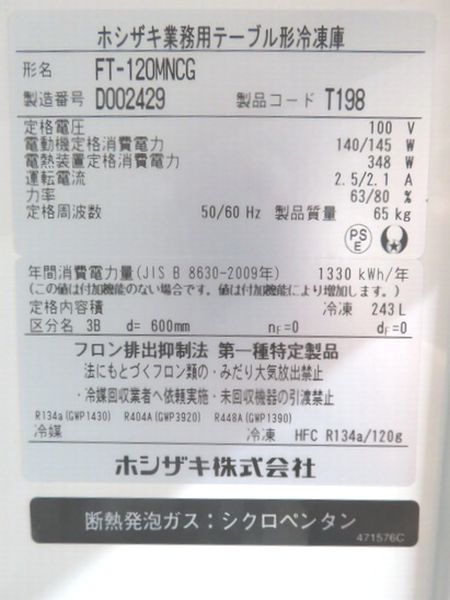 ホシザキ業務用テーブル形冷凍庫
形名 FT-120MNCG
製造番号 D002429 製品コード T198
定格電圧 100 V
電動機定格消費電力 140/145 W
電熱装置定格消費電力 348 W
運転電流 2.5/2.1 A
力率 63/80 %
定格周波数 50/60 Hz 製品質量 65 kg
PS
E
年間消費電力量(JIS B 8630-2009年) 1330 kWh/年
(この値は付加機能のない場合です。値は付加機能により増加します。)
定格内容積 冷凍 243L
区分名 3B d= 600mm nF=0 dF=0
フロン排出抑制法 第一種特定製品
法にもとづくフロン類の・みだり大気放出禁止
・冷媒回収業者へ依頼実施・未回収機器の引渡禁止
R134a(GWP1430) R404A(GWP3920) R448A(GWP1390)
冷媒 冷凍 HFC R134a/120g
ホシザキ株式会社
断熱発泡ガス：シクロペンタン
471576C